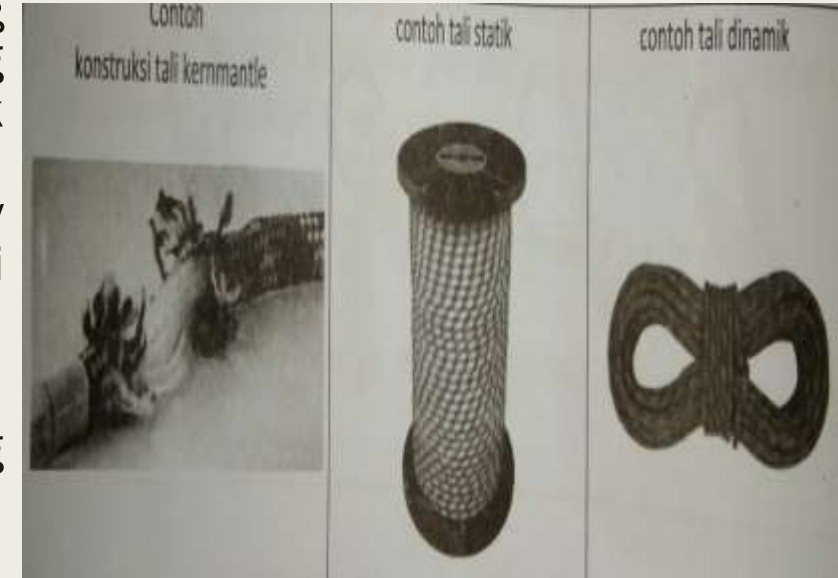 Contoh
konstruksi tali kernmantle
contoh tali statik
contoh tali dinamik